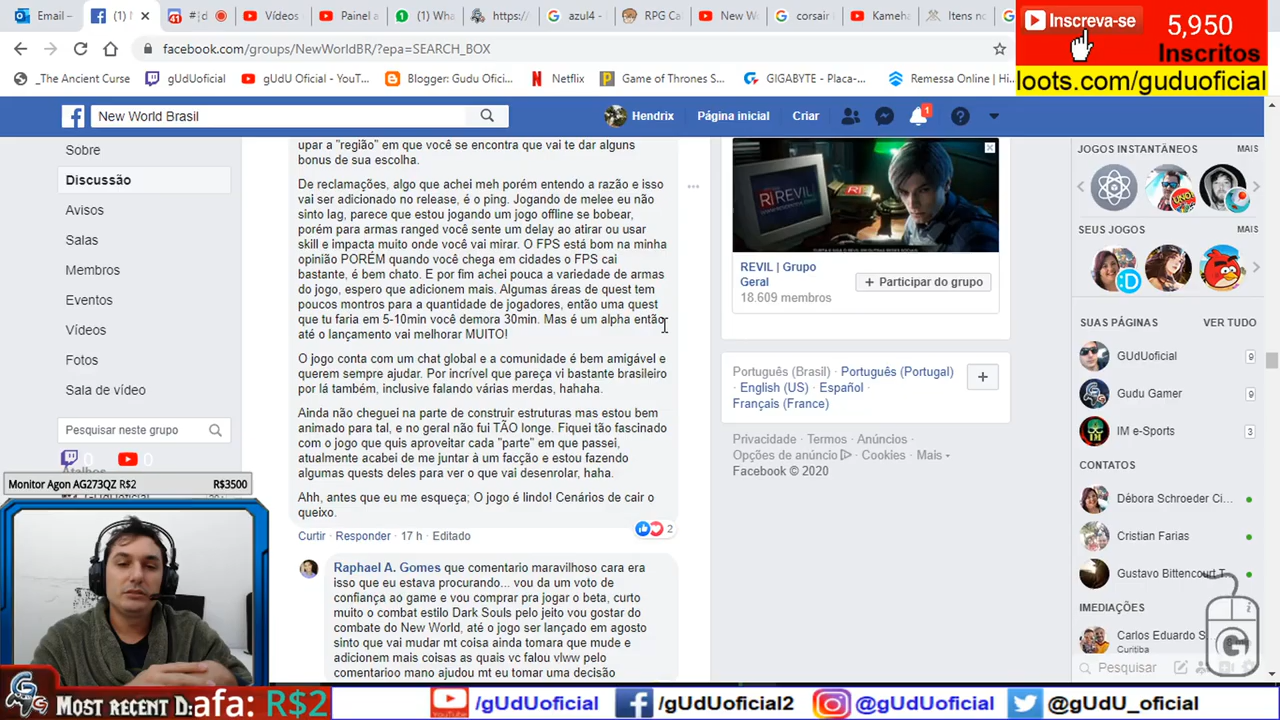 Email –
(1) N
# jd
Vídeos
Painel a
(1) Wha
https:/
azul4 -
RPG Ca
New W
corsair
Kameha
Itens no
Inscreva-se
5,950
Inscritos
loots.com/guduoficial
facebook.com/groups/NewWorldBR/?epa=SEARCH_BOX
_The Ancient Curse
gUdUoficial
gUdU Oficial - YouT...
Blogger: Gudu Ofici...
Netflix
Game of Thrones S...
GIGABYTE - Placa-...
Remessa Online | Hi...
New World Brasil
Hendrix
Página inicial
Criar
1
Sobre
Discussão
Avisos
Salas
Membros
Eventos
Vídeos
Fotos
Sala de vídeo
Pesquisar neste grupo
Atalhos
0
0
Monitor Agon AG273QZ R$2
R$3500
upar a "região" em que você se encontra que vai te dar alguns
bonus de sua escolha.
De reclamações, algo que achei meh porém entendo a razão e isso
vai ser adicionado no release, é o ping. Jogando de melee eu não
sinto lag, parece que estou jogando um jogo offline se bobear,
porém para armas ranged você sente um delay ao atirar ou usar
skill e impacta muito onde você vai mirar. O FPS está bom na minha
opinião PORÉM quando você chega em cidades o FPS cai
bastante, é bem chato. E por fim achei pouca a variedade de armas
do jogo, espero que adicionem mais. Algumas áreas de quest tem
poucos montros para a quantidade de jogadores, então uma quest
que tu faria em 5-10min você demora 30min. Mas é um alpha então
até o lançamento vai melhorar MUITO!
O jogo conta com um chat global e a comunidade é bem amigável e
querem sempre ajudar. Por incrível que pareça vi bastante brasileiro
por lá também, inclusive falando várias merdas, hahaha.
Ainda não cheguei na parte de construir estruturas mas estou bem
animado para tal, e no geral não fui TÃO longe. Fiquei tão fascinado
com o jogo que quis aproveitar cada "parte" em que passei,
atualmente acabei de me juntar à um facção e estou fazendo
algumas quests deles para ver o que vai desenrolar, haha.
Ahh, antes que eu me esqueça; O jogo é lindo! Cenários de cair o
queixo.
2
Curtir · Responder · 17 h · Editado
Raphael A. Gomes que comentario maravilhoso cara era
isso que eu estava procurando... vou da um voto de
confiança ao game e vou comprar pra jogar o beta, curto
muito o combat estilo Dark Souls pelo jeito vou gostar do
combate do New World, até o jogo ser lançado em agosto
sinto que vai mudar mt coisa ainda tomara que mude e
adicionem mais coisas as quais vc falou vlww pelo
comentarioo mano ajudou mt eu tomar uma decisão
RI REVIL
REVIL | Grupo
Geral
18.609 membros
+ Participar do grupo
Português (Brasil) · Português (Portugal)
· English (US) · Español ·
Français (France)
Privacidade · Termos · Anúncios ·
Opções de anúncio · Cookies · Mais
Facebook © 2020
JOGOS INSTANTÂNEOS
MAIS
UNO
SEUS JOGOS
MAIS
SUAS PÁGINAS
VER TUDO
GUdUoficial
9
Gudu Gamer
9
IM e-Sports
3
CONTATOS
Débora Schroeder Ci...
Cristian Farias
Gustavo Bittencourt T...
IMEDIAÇÕES
Carlos Eduardo S...
Curitiba
Pesquisar
Most recent D:
afa: R$2
/gUdUoficial
/gUdUoficial2
@gUdUoficial
@gUdU_oficial